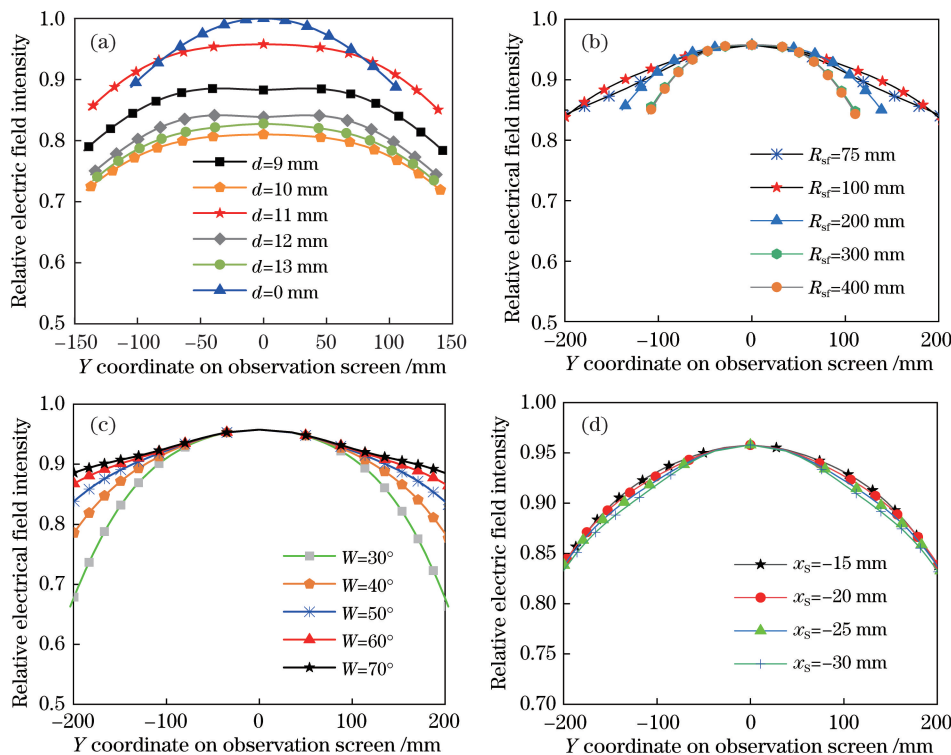 (a)
Relative electric field intensity
1.0
0.9
0.8
0.7
0.6
0.5
d=9 mm
d=10 mm
d=11 mm
d=12 mm
d=13 mm
d=0 mm
−150 −100 −50 0 50 100 150
Y coordinate on observation screen /mm
(b)
Relative electrical field intensity
1.0
0.9
0.8
0.7
0.6
0.5
Rsf=75 mm
Rsf=100 mm
Rsf=200 mm
Rsf=300 mm
Rsf=400 mm
−200 −100 0 100 200
Y coordinate on observation screen /mm
(c)
Relative electrical field intensity
1.0
0.9
0.8
0.7
0.6
0.5
W=30°
W=40°
W=50°
W=60°
W=70°
−200 −100 0 100 200
Y coordinate on observation screen /mm
(d)
Relative electric field intensity
1.00
0.95
0.90
0.85
0.80
0.75
0.70
xS=−15 mm
xS=−20 mm
xS=−25 mm
xS=−30 mm
−200 −100 0 100 200
Y coordinate on observation screen /mm